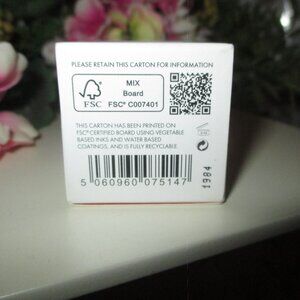 PLEASE RETAIN THIS CARTON FOR INFORMATION
MIX
Board
FSC
FSC® C007401
THIS CARTON HAS BEEN PRINTED ON
FSC® CERTIFIED BOARD USING VEGETABLE
BASED INKS AND WATER BASED
COATINGS, AND IS FULLY RECYCLABLE.
5 060960 075147
1984